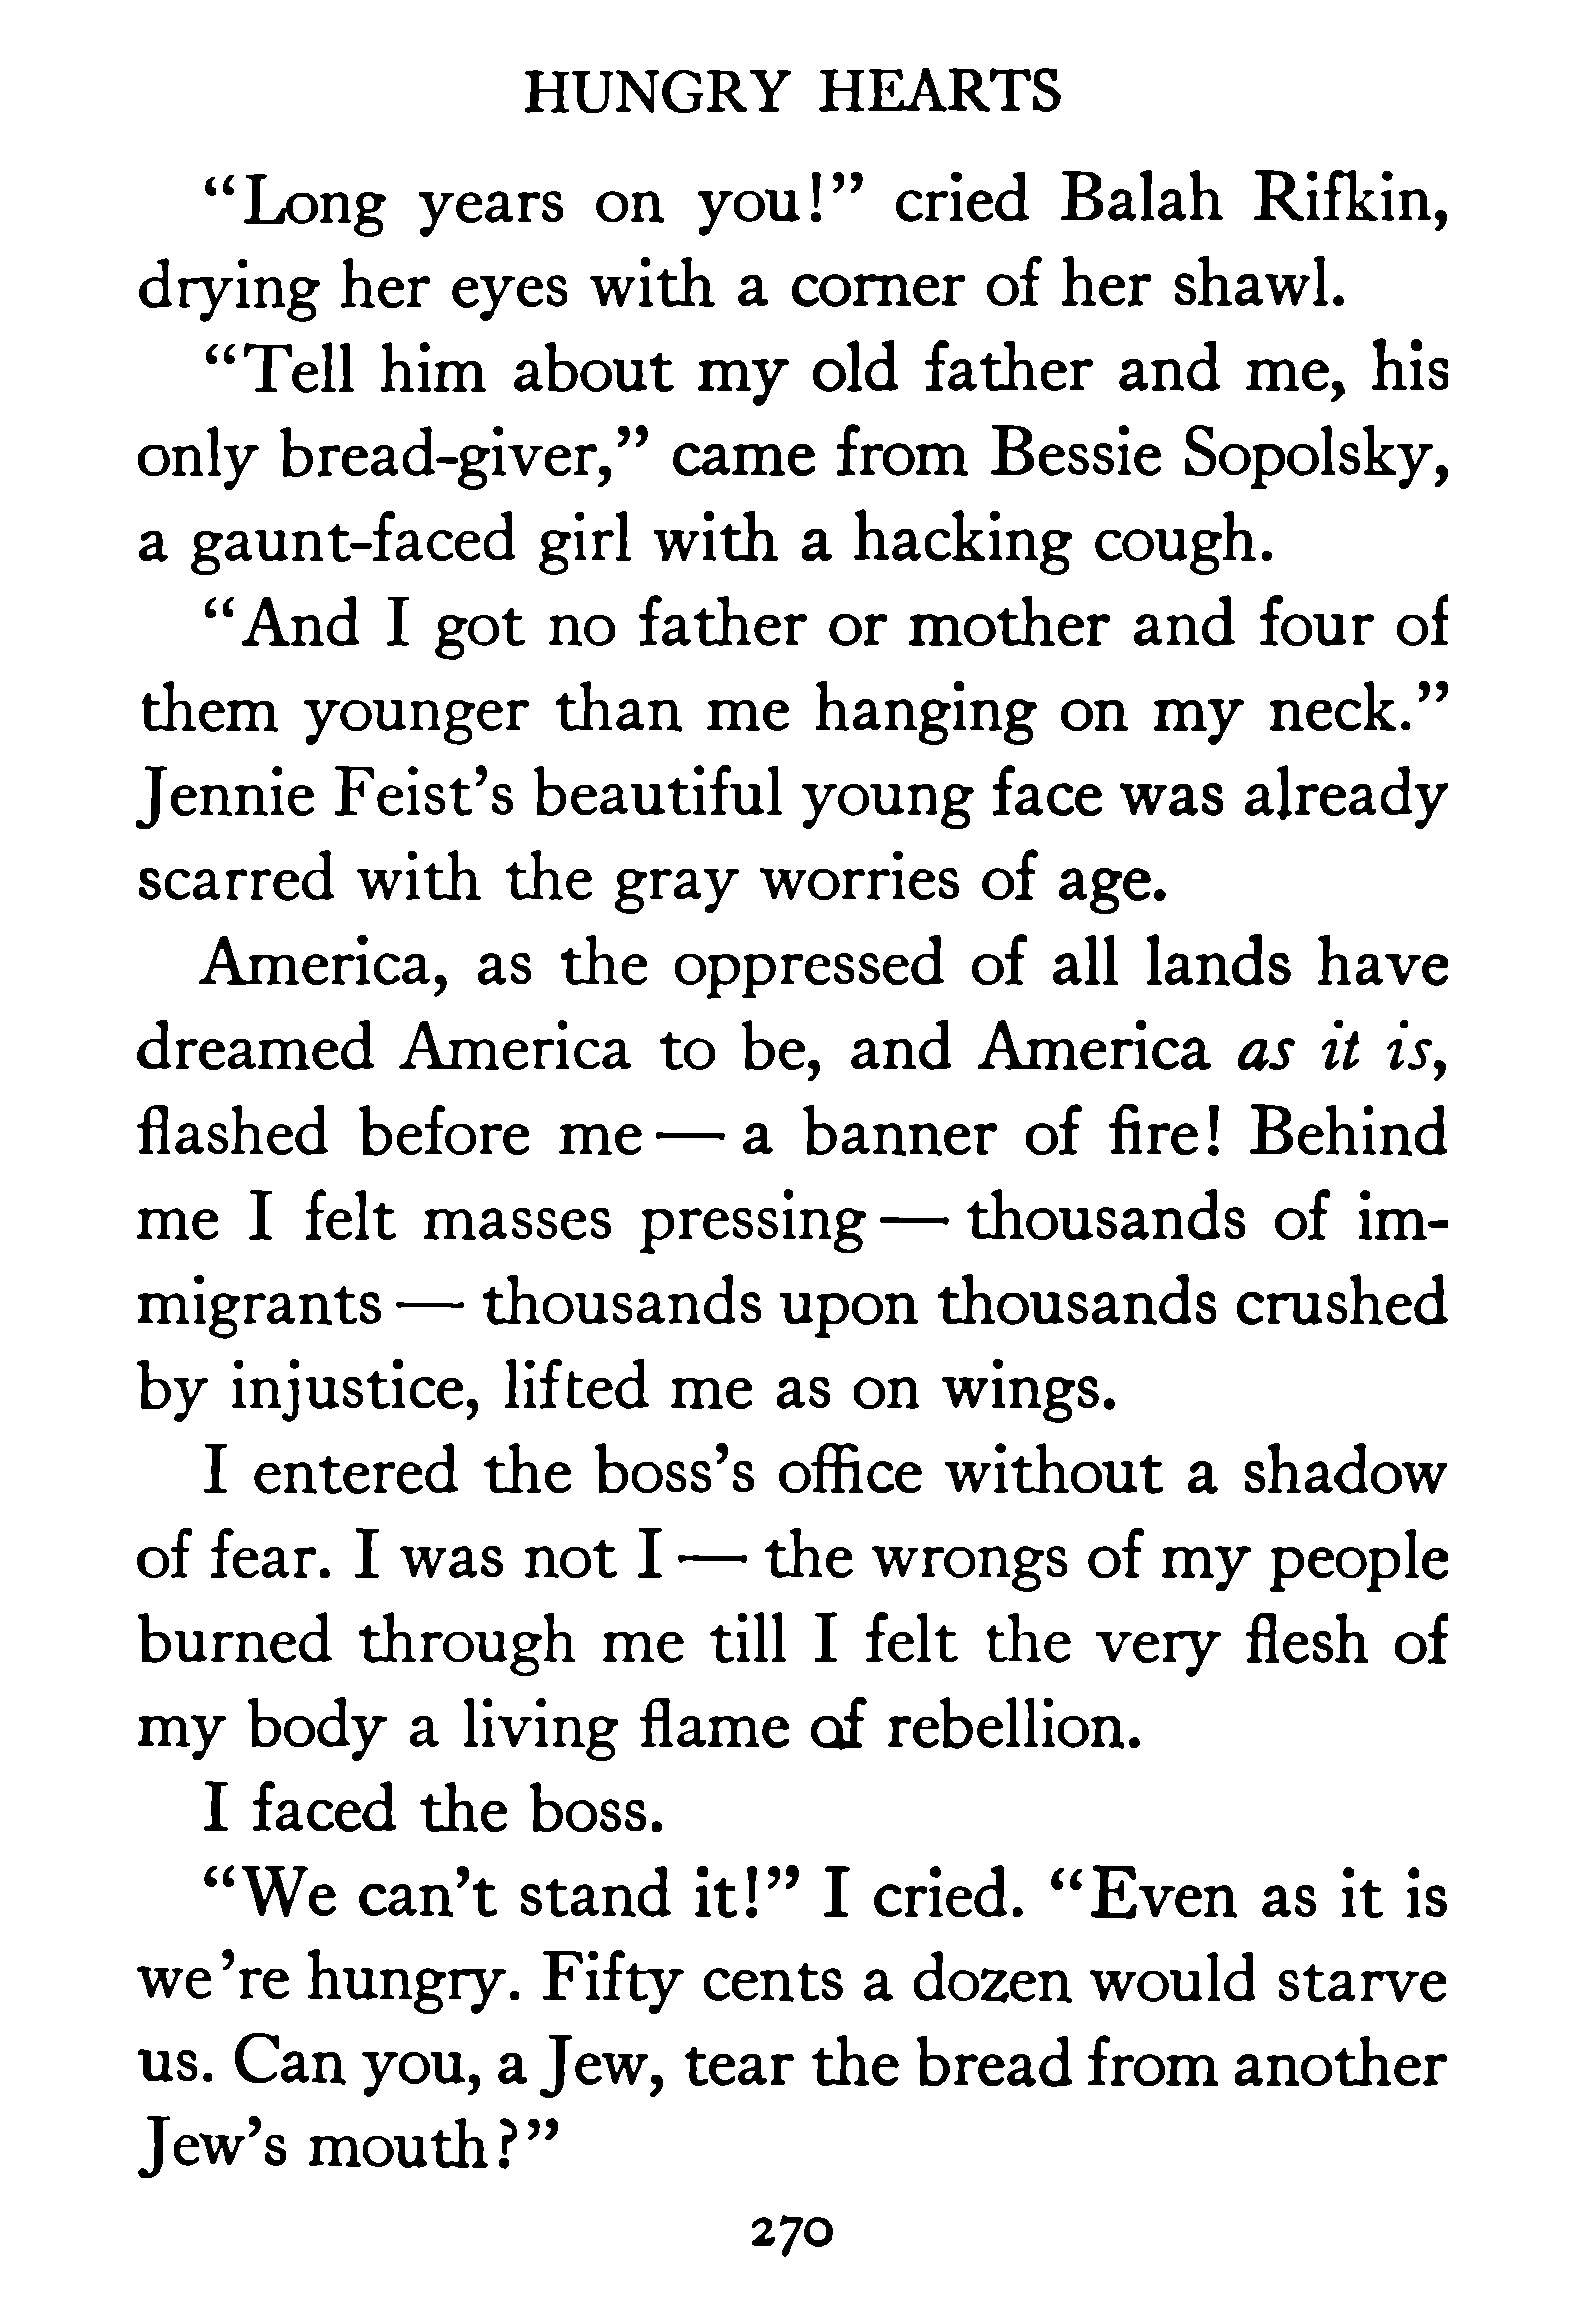 HUNGRY HEARTS
“Long years on you!” cried Balah Rifkin,
drying her eyes with a corner of her shawl.
“Tell him about my old father and me, his
only bread-giver,” came from Bessie Sopolsky,
a gaunt-faced girl with a hacking cough.
“And I got no father or mother and four of
them younger than me hanging on my neck.”
Jennie Feist’s beautiful young face was already
scarred with the gray worries of age.
America, as the oppressed of all lands have
dreamed America to be, and America as it is,
flashed before me — a banner of fire! Behind
me I felt masses pressing — thousands of im-
migrants — thousands upon thousands crushed
by injustice, lifted me as on wings.
I entered the boss’s office without a shadow
of fear. I was not I — the wrongs of my people
burned through me till I felt the very flesh of
my body a living flame of rebellion.
I faced the boss.
“We can’t stand it!” I cried. “Even as it is
we’re hungry. Fifty cents a dozen would starve
us. Can you, a Jew, tear the bread from another
Jew’s mouth?”
270